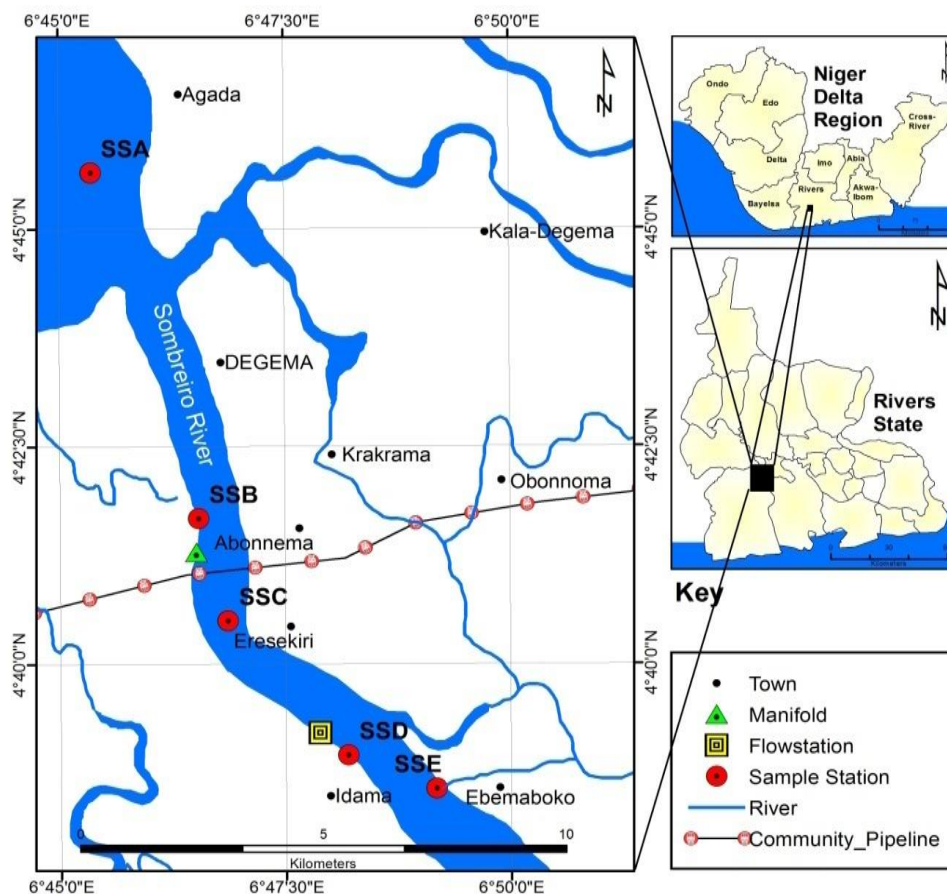 6°45'0"E
6°47'30"E
6°50'0"E
Agada
SSA
Kala-Degema
4°45'0"N
4°45'0"N
N
Sombreiro River
DEGEMA
4°42'30"N
4°42'30"N
Krakrama
Obonnoma
SSB
Abonnema
SSC
Eresekiri
4°40'0"N
4°40'0"N
SSD
SSE
Idama
Ebemaboko
0
5
10
Kilometers
6°45'0"E
6°47'30"E
6°50'0"E
Niger
Delta
Region
Ondo
Edo
Cross-
River
Delta
Imo
Abia
Rivers
Akwa-
Ibom
Bayelsa
N
Rivers
State
Kilometers
Key
Town
Manifold
Flowstation
Sample Station
River
Community_Pipeline